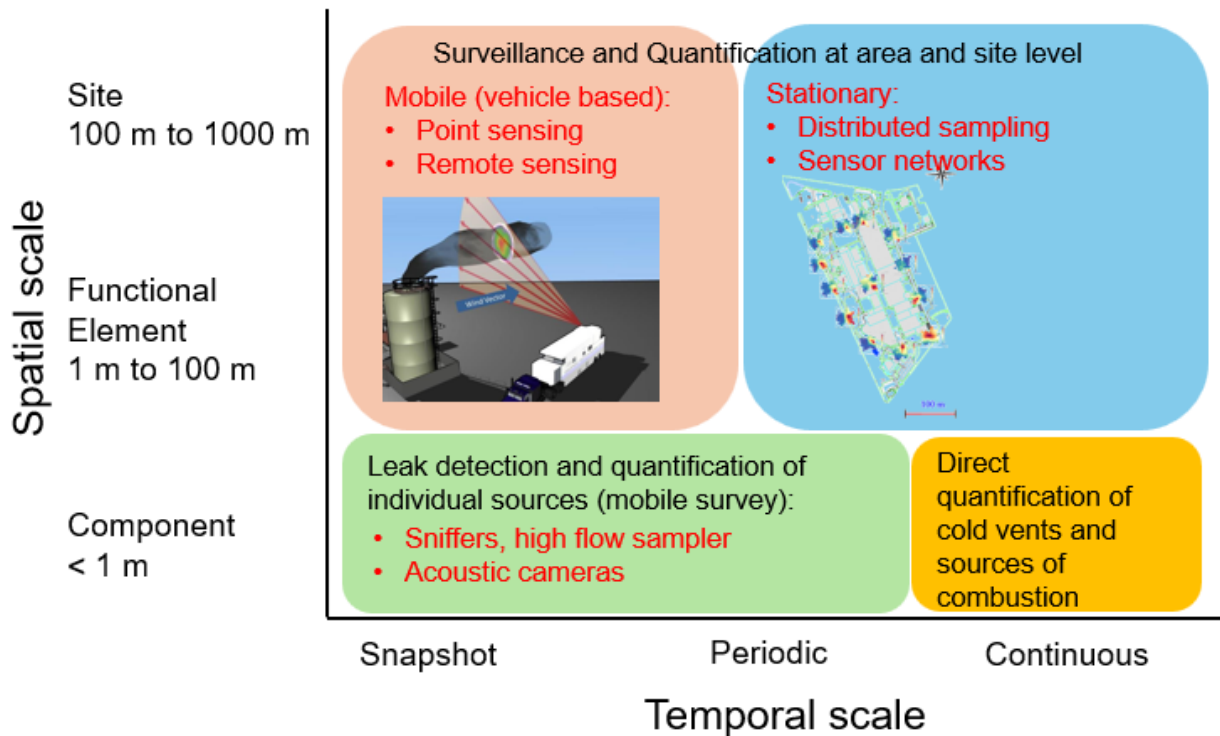 Surveillance and Quantification at area and site level
Site
100 m to 1000 m
Mobile (vehicle based):
• Point sensing
• Remote sensing
Stationary:
• Distributed sampling
• Sensor networks
Wind Vector
100 m
Spatial scale
Functional
Element
1 m to 100 m
Component
< 1 m
Leak detection and quantification of
individual sources (mobile survey):
• Sniffers, high flow sampler
• Acoustic cameras
Direct
quantification of
cold vents and
sources of
combustion
Snapshot
Periodic
Continuous
Temporal scale